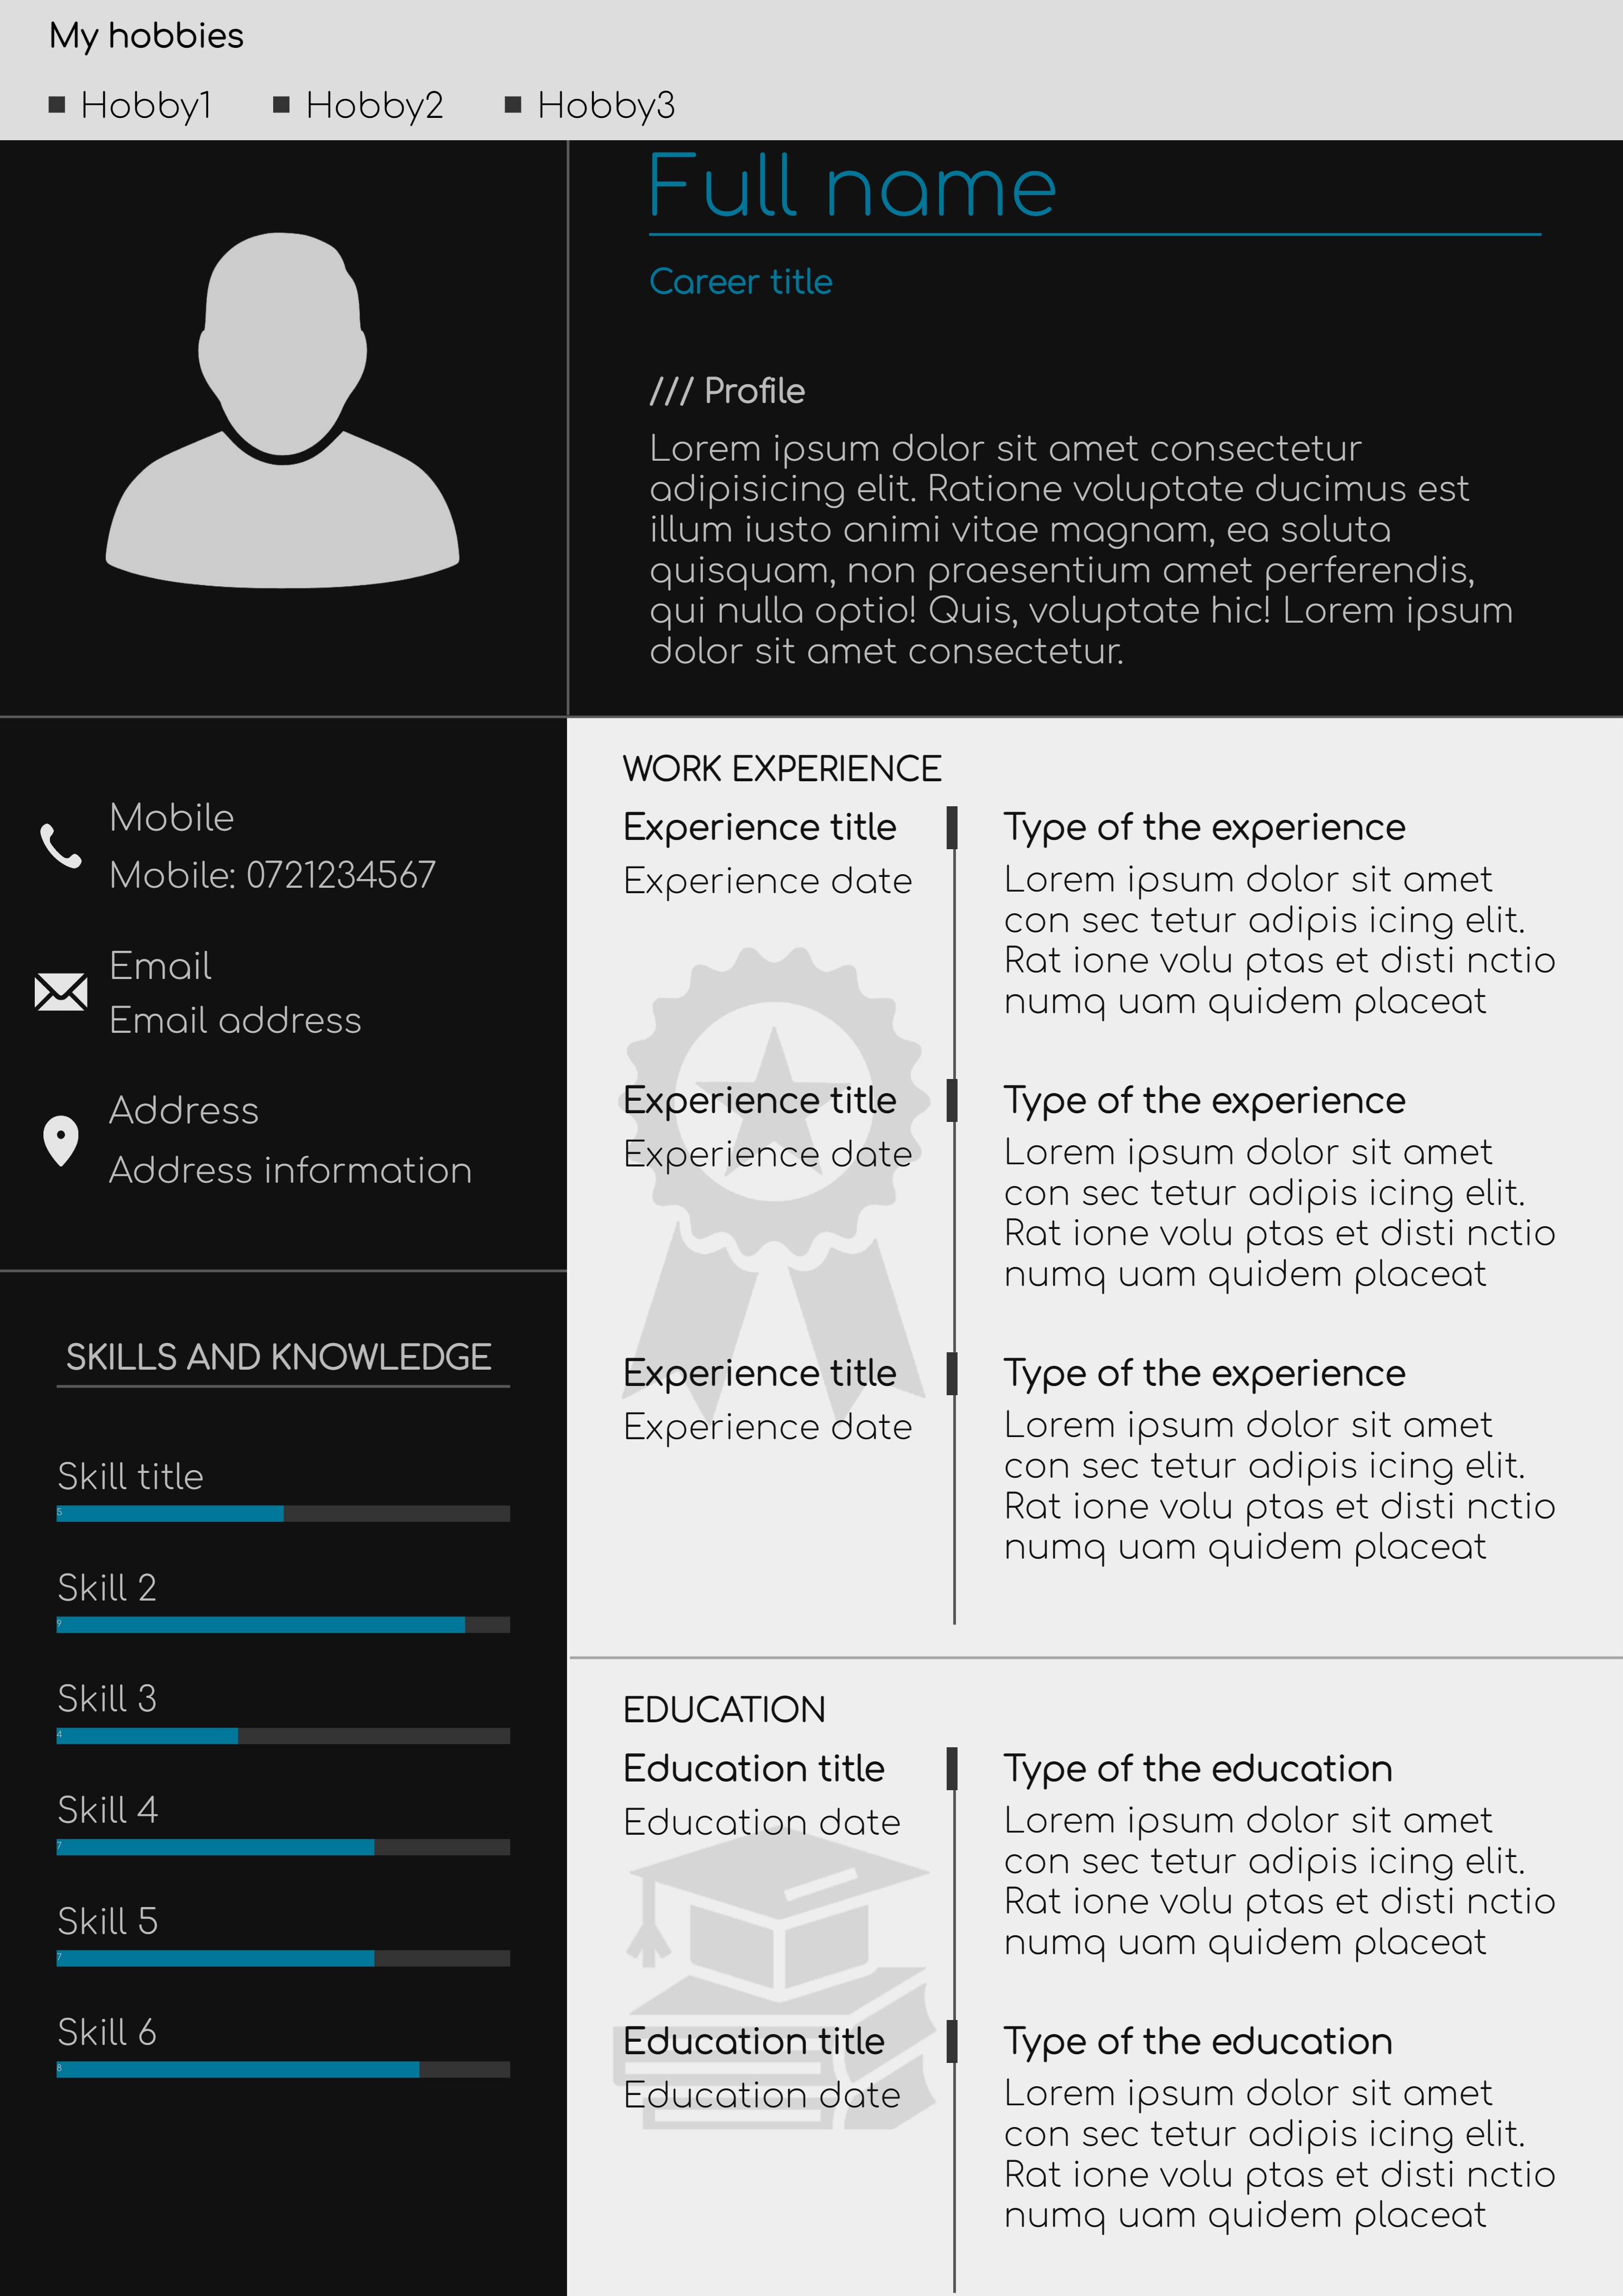 My hobbies
Hobby1 Hobby2 Hobby3
Full name
Career title
/// Profile
Lorem ipsum dolor sit amet consectetur
adipisicing elit. Ratione voluptate ducimus est
illum iusto animi vitae magnam, ea soluta
quisquam, non praesentium amet perferendis,
qui nulla optio! Quis, voluptate hic! Lorem ipsum
dolor sit amet consectetur.
Mobile
Mobile: 0721234567
Email
Email address
Address
Address information
SKILLS AND KNOWLEDGE
Skill title
5
Skill 2
9
Skill 3
4
Skill 4
7
Skill 5
7
Skill 6
8
WORK EXPERIENCE
Experience title
Experience date
Type of the experience
Lorem ipsum dolor sit amet
con sec tetur adipis icing elit.
Rat ione volu ptas et disti nctio
numq uam quidem placeat
Experience title
Experience date
Type of the experience
Lorem ipsum dolor sit amet
con sec tetur adipis icing elit.
Rat ione volu ptas et disti nctio
numq uam quidem placeat
Experience title
Experience date
Type of the experience
Lorem ipsum dolor sit amet
con sec tetur adipis icing elit.
Rat ione volu ptas et disti nctio
numq uam quidem placeat
EDUCATION
Education title
Education date
Type of the education
Lorem ipsum dolor sit amet
con sec tetur adipis icing elit.
Rat ione volu ptas et disti nctio
numq uam quidem placeat
Education title
Education date
Type of the education
Lorem ipsum dolor sit amet
con sec tetur adipis icing elit.
Rat ione volu ptas et disti nctio
numq uam quidem placeat